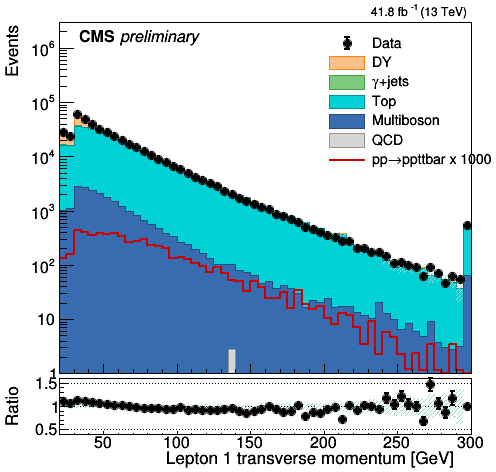 41.8 fb⁻¹ (13 TeV)
CMS preliminary
Events
10⁶
10⁵
10⁴
10³
10²
10
1
Data
DY
γ+jets
Top
Multiboson
QCD
pp→ppttbar x 1000
Ratio
1.5
1
0.5
50 100 150 200 250 300
Lepton 1 transverse momentum [GeV]